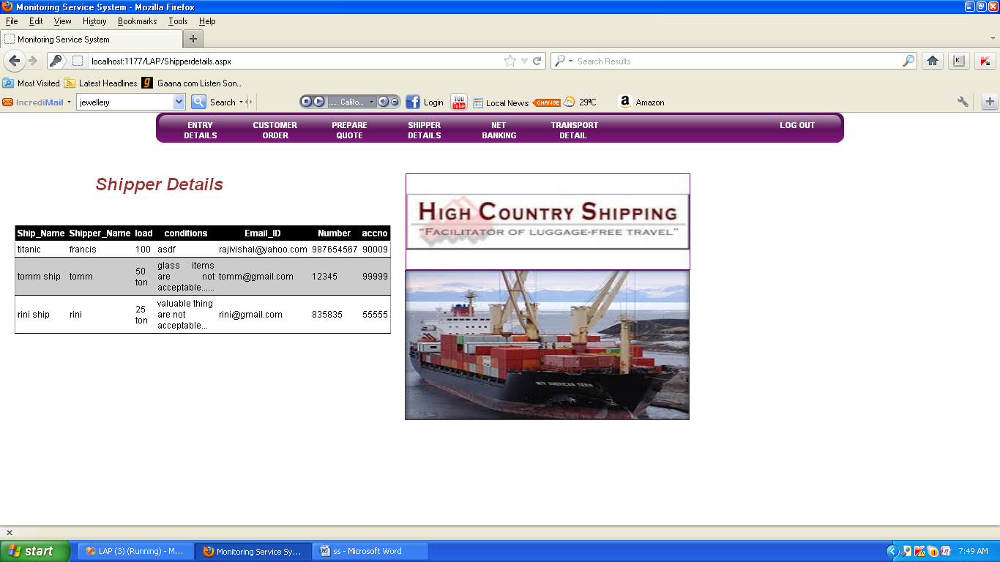 Monitoring Service System - Mozilla Firefox
File Edit View History Bookmarks Tools Help
Monitoring Service System
localhost:1177/LAP/Shipperdetails.aspx
Search Results
Most Visited Latest Headlines Gaana.com Listen Son...
IncrediMail jewellery Search ..... Califo... Login You Tube Local News CHANGE 29ºC a Amazon
ENTRY DETAILS
CUSTOMER ORDER
PREPARE QUOTE
SHIPPER DETAILS
NET BANKING
TRANSPORT DETAIL
LOG OUT
Shipper Details
Ship_Name Shipper_Name load conditions Email_ID Number accno
titanic francis 100 asdf rajivishal@yahoo.com 987654567 90009
tomm ship tomm 50 ton glass items are not acceptable...... tomm@gmail.com 12345 99999
rini ship rini 25 ton valuable thing are not acceptable... rini@gmail.com 835835 55555
HIGH COUNTRY SHIPPING
"FACILITATOR OF LUGGAGE-FREE TRAVEL"
M/V AMERICAN TERN
start LAP (3) (Running) - M... Monitoring Service Sy... ss - Microsoft Word 7:49 AM